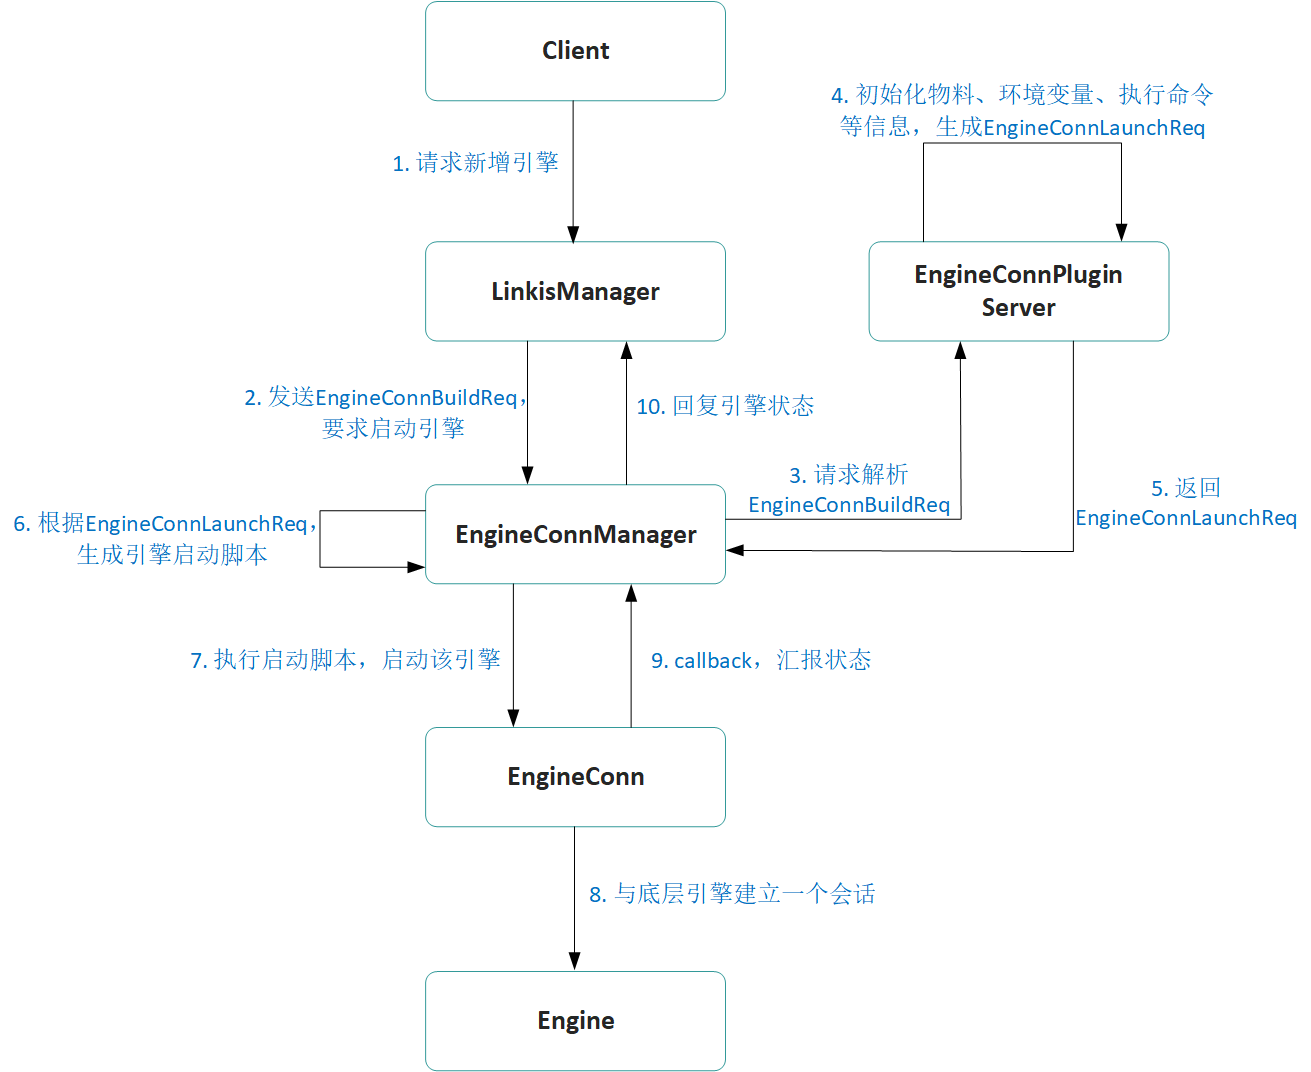 Client
4. 初始化物料、环境变量、执行命令
等信息，生成EngineConnLaunchReq
1. 请求新增引擎
LinkisManager
EngineConnPlugin
Server
2. 发送EngineConnBuildReq，
要求启动引擎
10. 回复引擎状态
3. 请求解析
EngineConnBuildReq
5. 返回
EngineConnLaunchReq
6. 根据EngineConnLaunchReq，
生成引擎启动脚本
EngineConnManager
7. 执行启动脚本，启动该引擎
9. callback，汇报状态
EngineConn
8. 与底层引擎建立一个会话
Engine